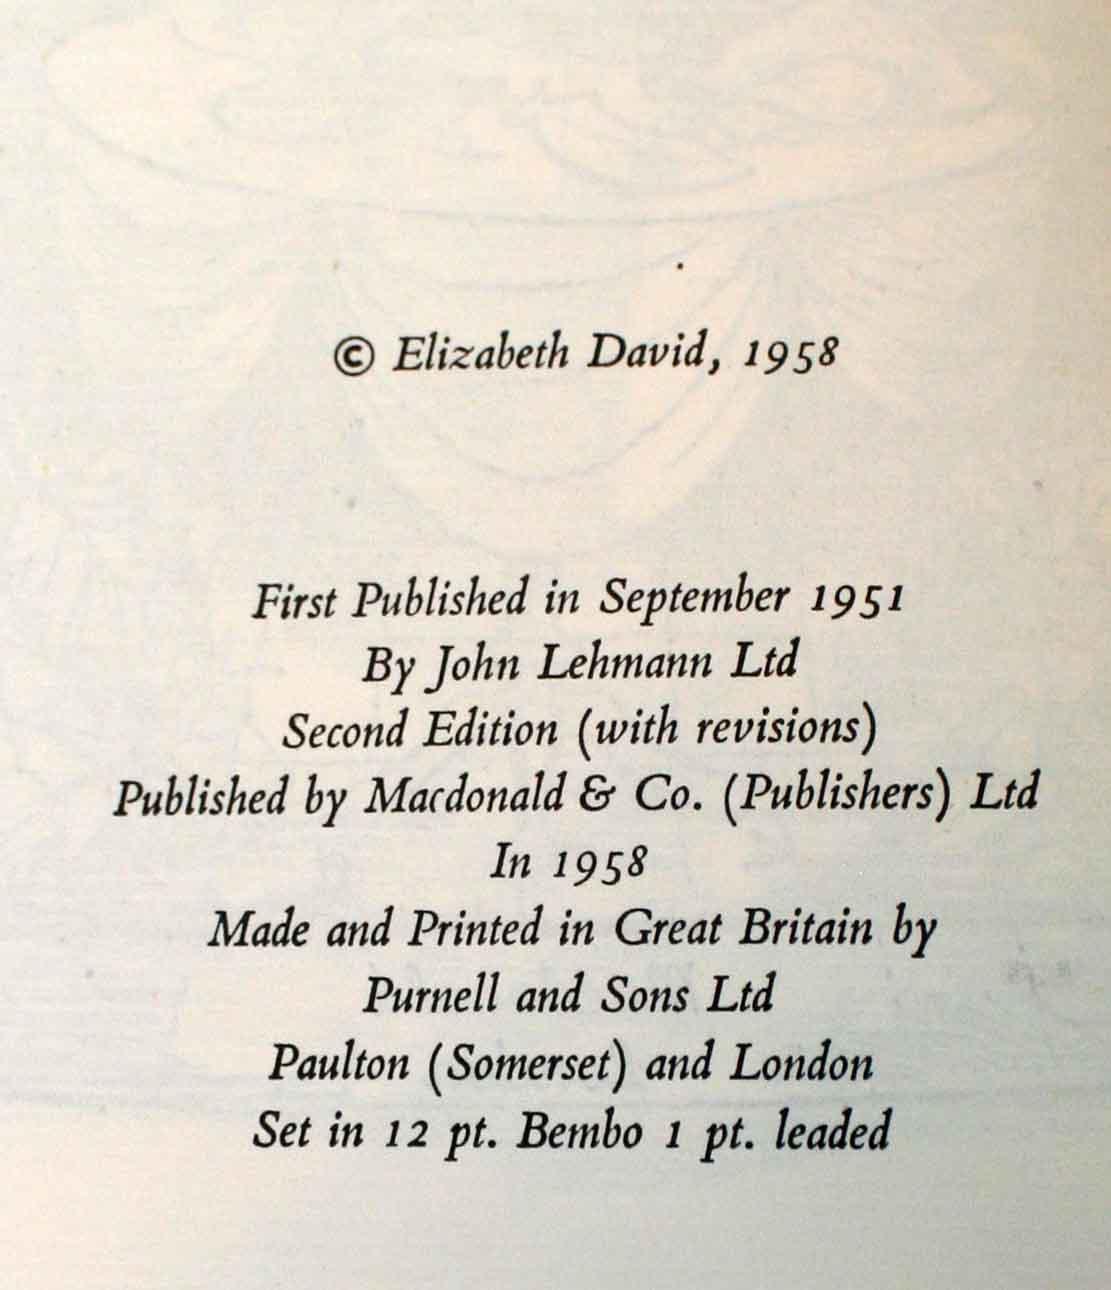 © Elizabeth David, 1958
First Published in September 1951
By John Lehmann Ltd
Second Edition (with revisions)
Published by Macdonald & Co. (Publishers) Ltd
In 1958
Made and Printed in Great Britain by
Purnell and Sons Ltd
Paulton (Somerset) and London
Set in 12 pt. Bembo 1 pt. leaded